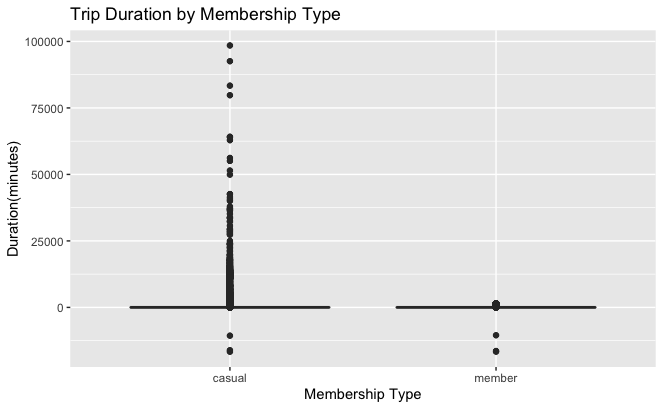 Trip Duration by Membership Type
100000
75000
50000
25000
0
Duration(minutes)
casual
member
Membership Type